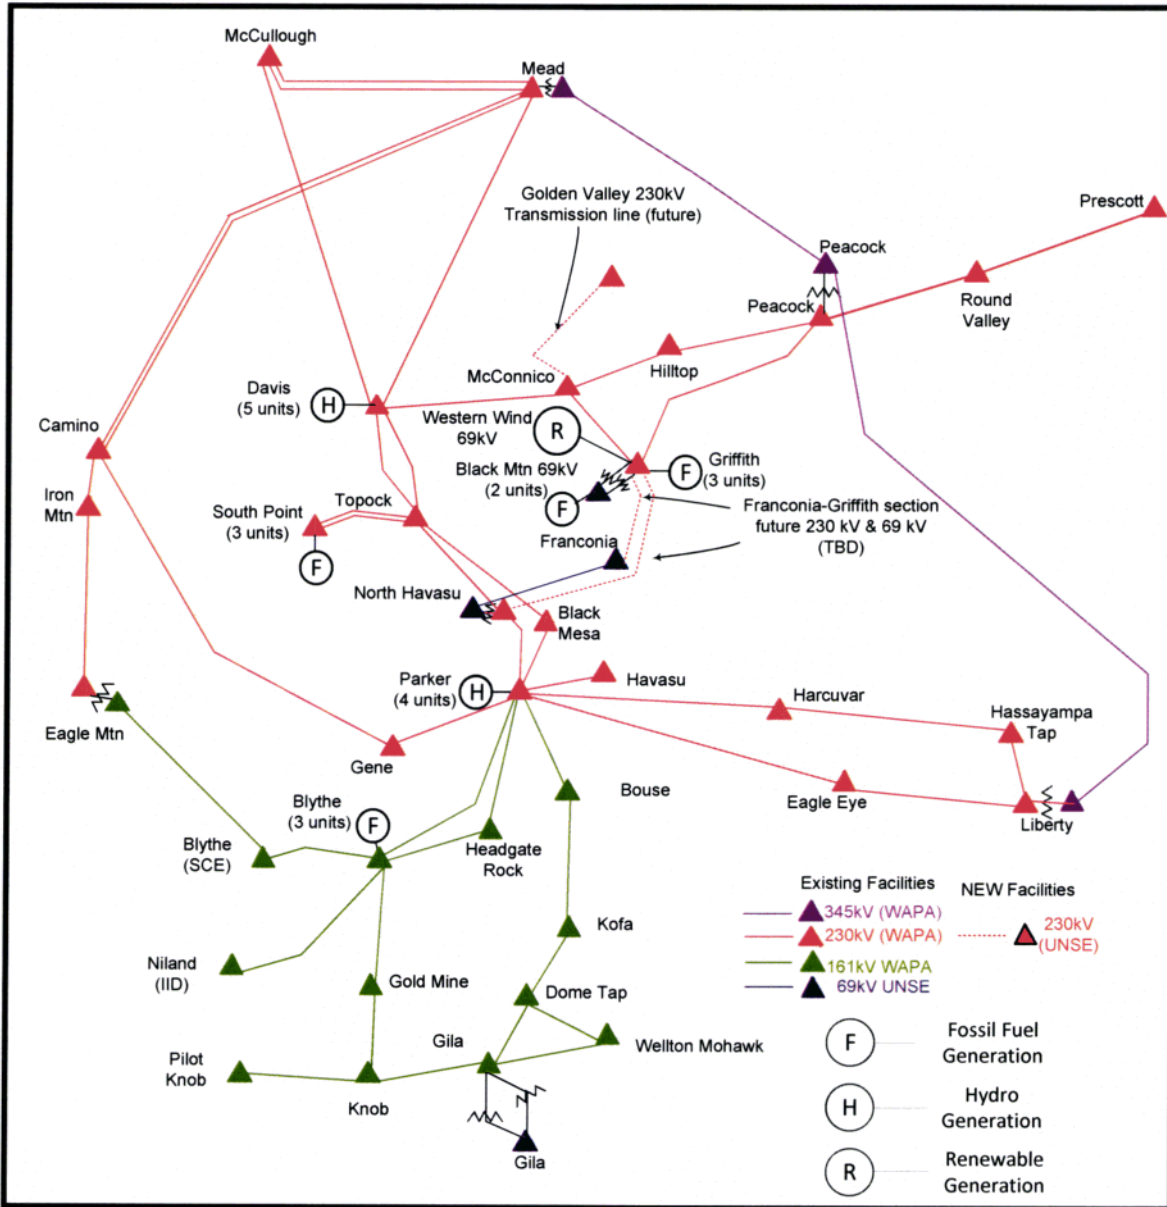 McCullough
Mead
Golden Valley 230kV
Transmission line (future)
Prescott
Peacock
Peacock
Round
Valley
Hilltop
McConnico
Davis
(5 units)
H
Western Wind
69kV
R
Camino
Black Mtn 69kV
(2 units)
F
Griffith
(3 units)
F
Iron
Mtn
South Point
(3 units)
F
Topock
Franconia-Griffith section
future 230 kV & 69 kV
(TBD)
Franconia
North Havasu
Black
Mesa
Parker
(4 units)
H
Havasu
Harcuvar
Hassayampa
Tap
Eagle Mtn
Gene
Bouse
Eagle Eye
Liberty
Blythe
(3 units)
F
Blythe
(SCE)
Headgate
Rock
Existing Facilities
NEW Facilities
345kV (WAPA)
230kV (WAPA)
230kV
(UNSE)
161kV WAPA
69kV UNSE
Kofa
Niland
(IID)
Gold Mine
Dome Tap
Gila
Wellton Mohawk
Pilot
Knob
Knob
Gila
F
Fossil Fuel
Generation
H
Hydro
Generation
R
Renewable
Generation